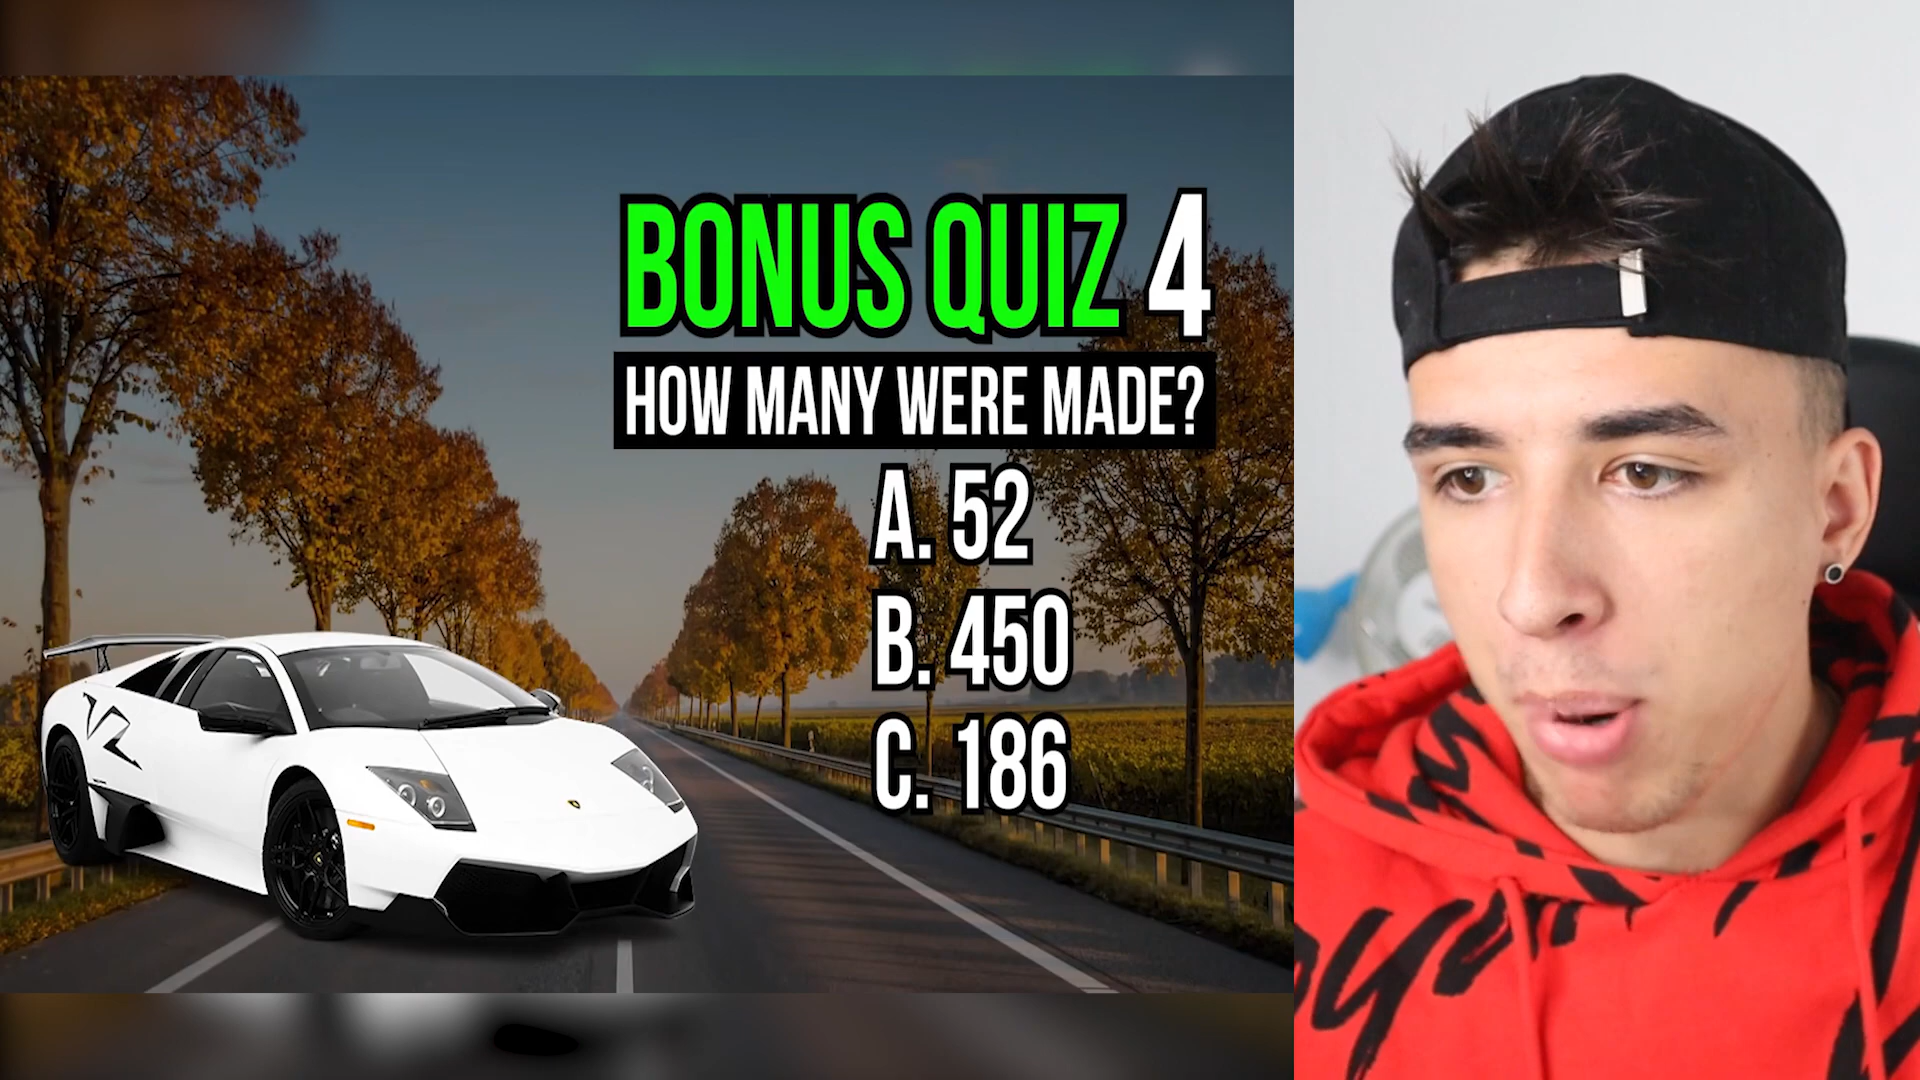 BONUS QUIZ 4
HOW MANY WERE MADE?
A. 52
B. 450
C. 186